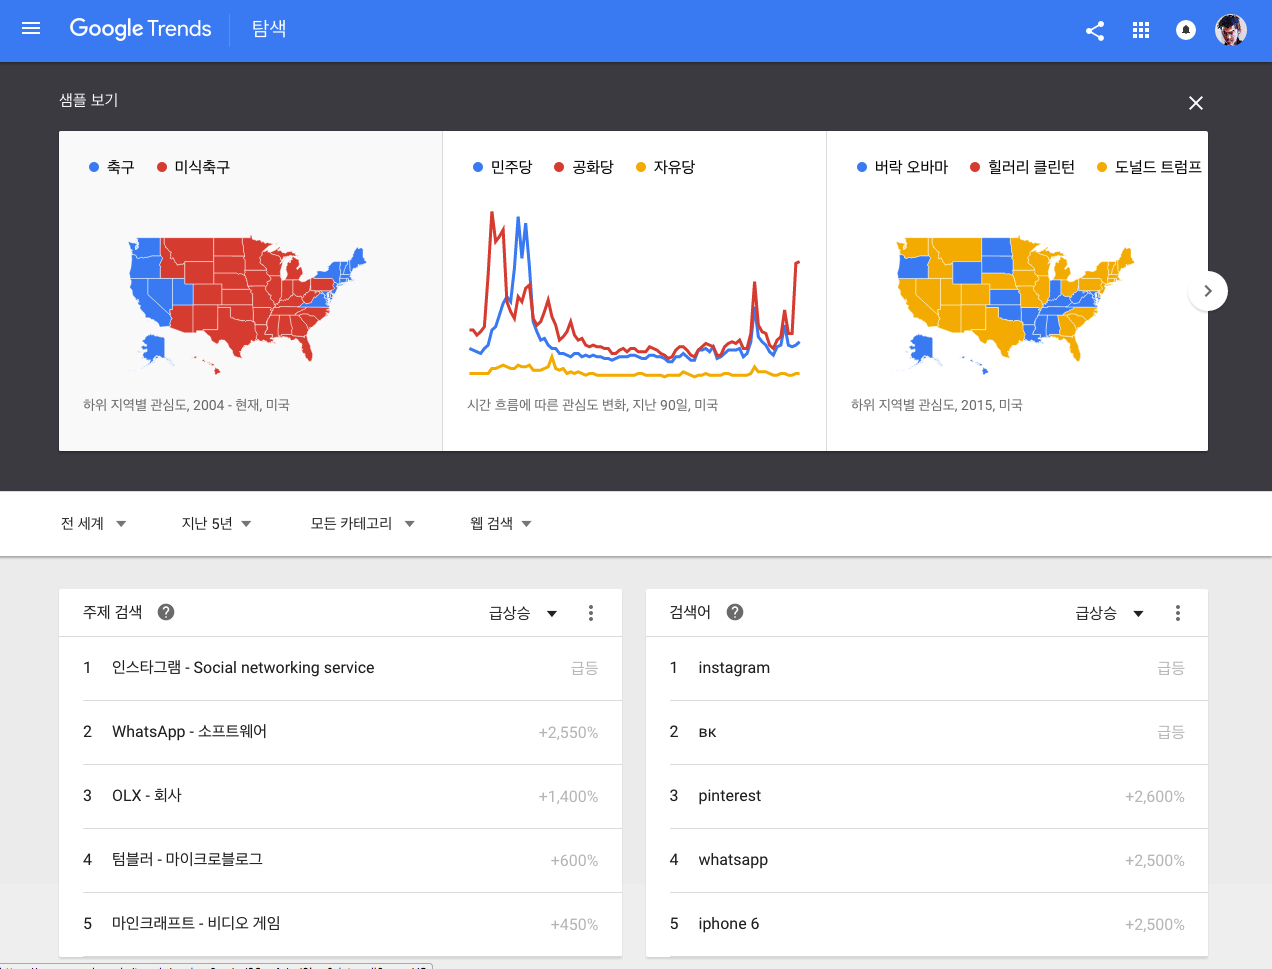 Google Trends 탐색
샘플 보기
축구 미식축구
하위 지역별 관심도, 2004 - 현재, 미국
민주당 공화당 자유당
시간 흐름에 따른 관심도 변화, 지난 90일, 미국
버락 오바마 힐러리 클린턴 도널드 트럼프
하위 지역별 관심도, 2015, 미국
전 세계 지난 5년 모든 카테고리 웹 검색
주제 검색 ? 급상승
1 인스타그램 - Social networking service 급등
2 WhatsApp - 소프트웨어 +2,550%
3 OLX - 회사 +1,400%
4 텀블러 - 마이크로블로그 +600%
5 마인크래프트 - 비디오 게임 +450%
검색어 ? 급상승
1 instagram 급등
2 вк 급등
3 pinterest +2,600%
4 whatsapp +2,500%
5 iphone 6 +2,500%